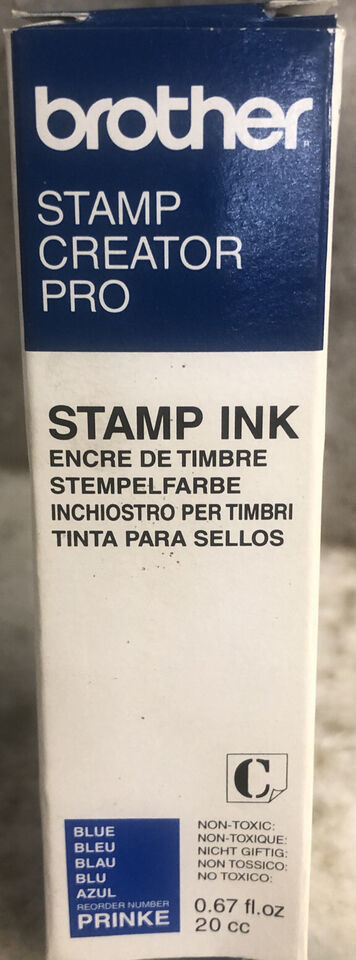 brother
STAMP
CREATOR
PRO
STAMP INK
ENCRE DE TIMBRE
STEMPELFARBE
INCHIOSTRO PER TIMBRI
TINTA PARA SELLOS
C
BLUE
BLEU
BLAU
BLU
AZUL
REORDER NUMBER
PRINKE
NON-TOXIC:
NON-TOXIQUE:
NICHT GIFTIG:
NON TOSSICO:
NO TOXICO:
0.67 fl.oz
20 cc